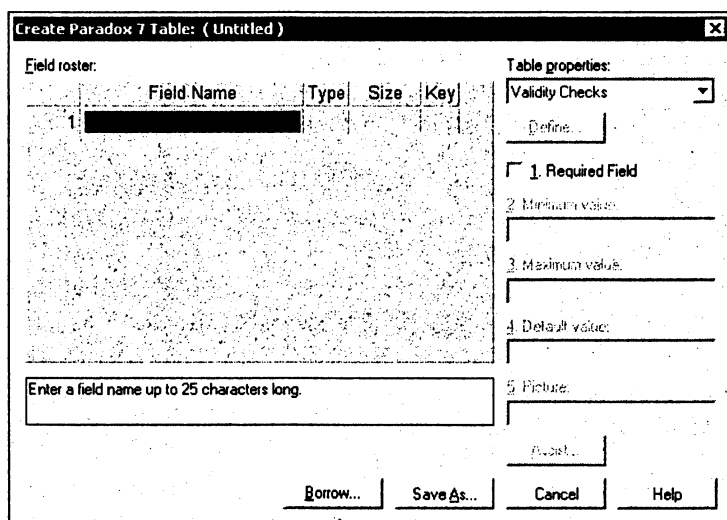 Create Paradox 7 Table: ( Untitled )
Field roster:
Field Name Type Size Key
1
Enter a field name up to 25 characters long.
Table properties:
Validity Checks
Define...
1. Required Field
2. Minimum value:
3. Maximum value:
4. Default value:
5. Picture:
Assist...
Borrow... Save As... Cancel Help